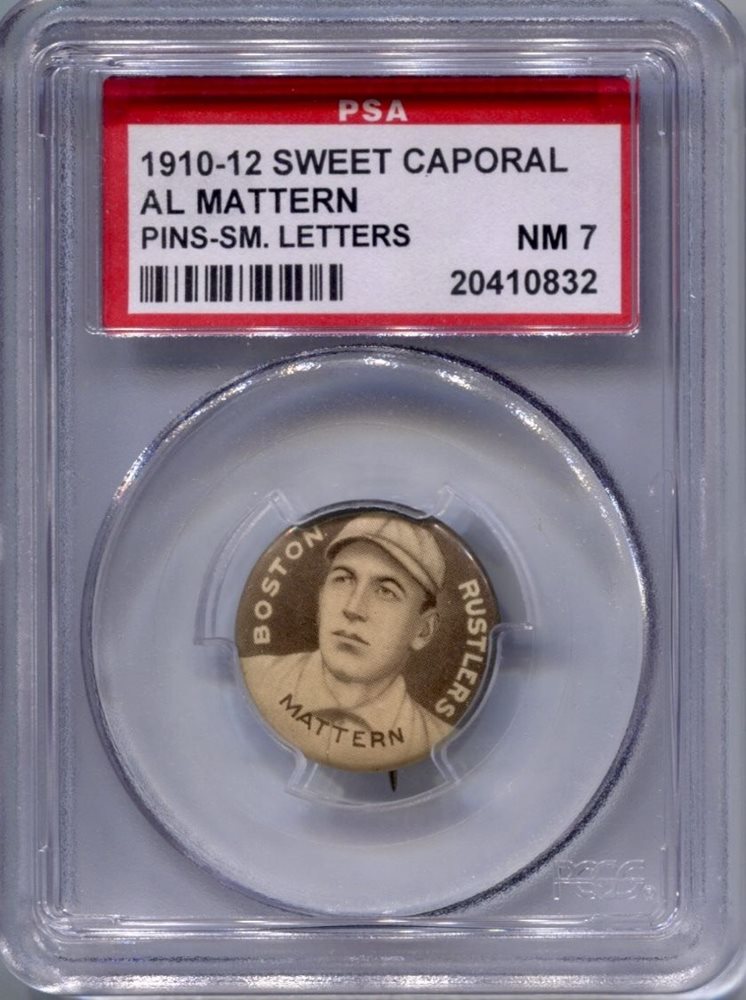 PSA
1910-12 SWEET CAPORAL
AL MATTERN
PINS-SM. LETTERS NM 7
20410832
BOSTON
RUSTLERS
MATTERN